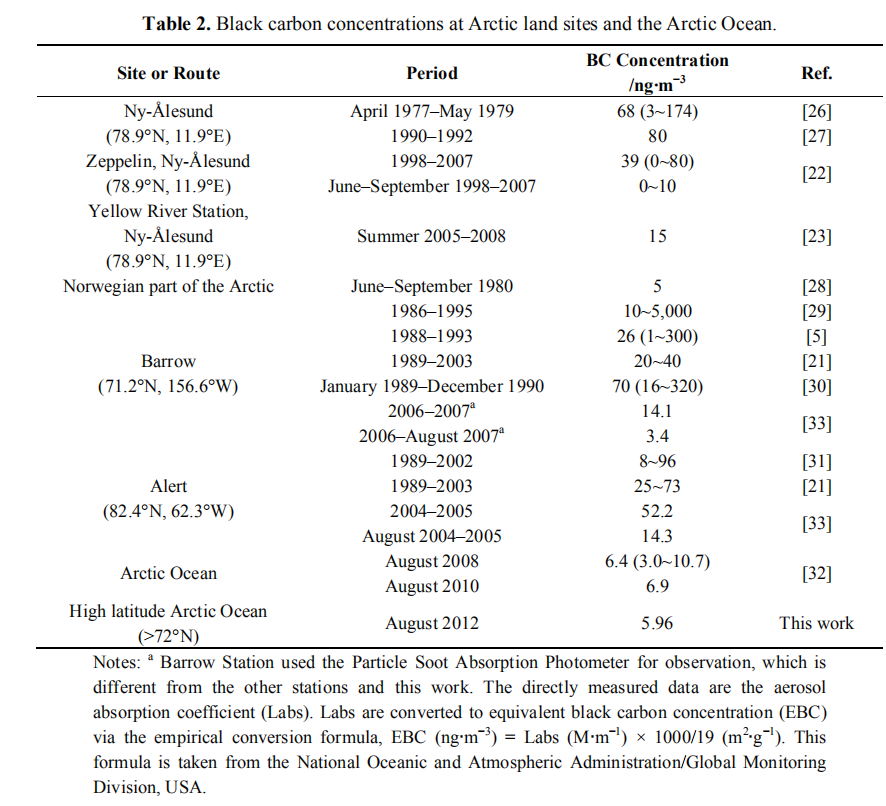 Table 2. Black carbon concentrations at Arctic land sites and the Arctic Ocean.
Site or Route Period BC Concentration /ng·m⁻³ Ref.
Ny-Ålesund April 1977–May 1979 68 (3~174) [26]
(78.9°N, 11.9°E) 1990–1992 80 [27]
Zeppelin, Ny-Ålesund 1998–2007 39 (0~80) [22]
(78.9°N, 11.9°E) June–September 1998–2007 0~10
Yellow River Station,
Ny-Ålesund Summer 2005–2008 15 [23]
(78.9°N, 11.9°E)
Norwegian part of the Arctic June–September 1980 5 [28]
1986–1995 10~5,000 [29]
1988–1993 26 (1~300) [5]
Barrow 1989–2003 20~40 [21]
(71.2°N, 156.6°W) January 1989–December 1990 70 (16~320) [30]
2006–2007ᵃ 14.1 [33]
2006–August 2007ᵃ 3.4
1989–2002 8~96 [31]
Alert 1989–2003 25~73 [21]
(82.4°N, 62.3°W) 2004–2005 52.2 [33]
August 2004–2005 14.3
Arctic Ocean August 2008 6.4 (3.0~10.7) [32]
August 2010 6.9
High latitude Arctic Ocean August 2012 5.96 This work
(>72°N)
Notes: ᵃ Barrow Station used the Particle Soot Absorption Photometer for observation, which is
different from the other stations and this work. The directly measured data are the aerosol
absorption coefficient (Labs). Labs are converted to equivalent black carbon concentration (EBC)
via the empirical conversion formula, EBC (ng·m⁻³) = Labs (M·m⁻¹) × 1000/19 (m²·g⁻¹). This
formula is taken from the National Oceanic and Atmospheric Administration/Global Monitoring
Division, USA.